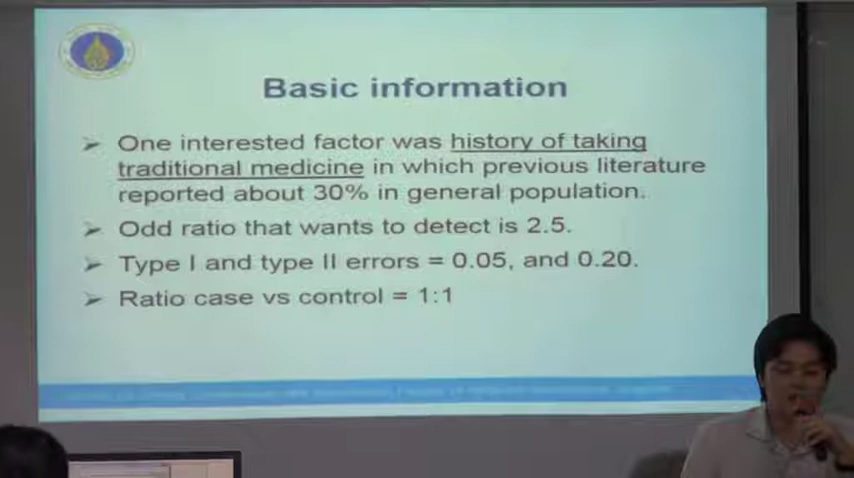 Basic information
➢ One interested factor was history of taking
traditional medicine in which previous literature
reported about 30% in general population.
➢ Odd ratio that wants to detect is 2.5.
➢ Type I and type II errors = 0.05, and 0.20.
➢ Ratio case vs control = 1:1